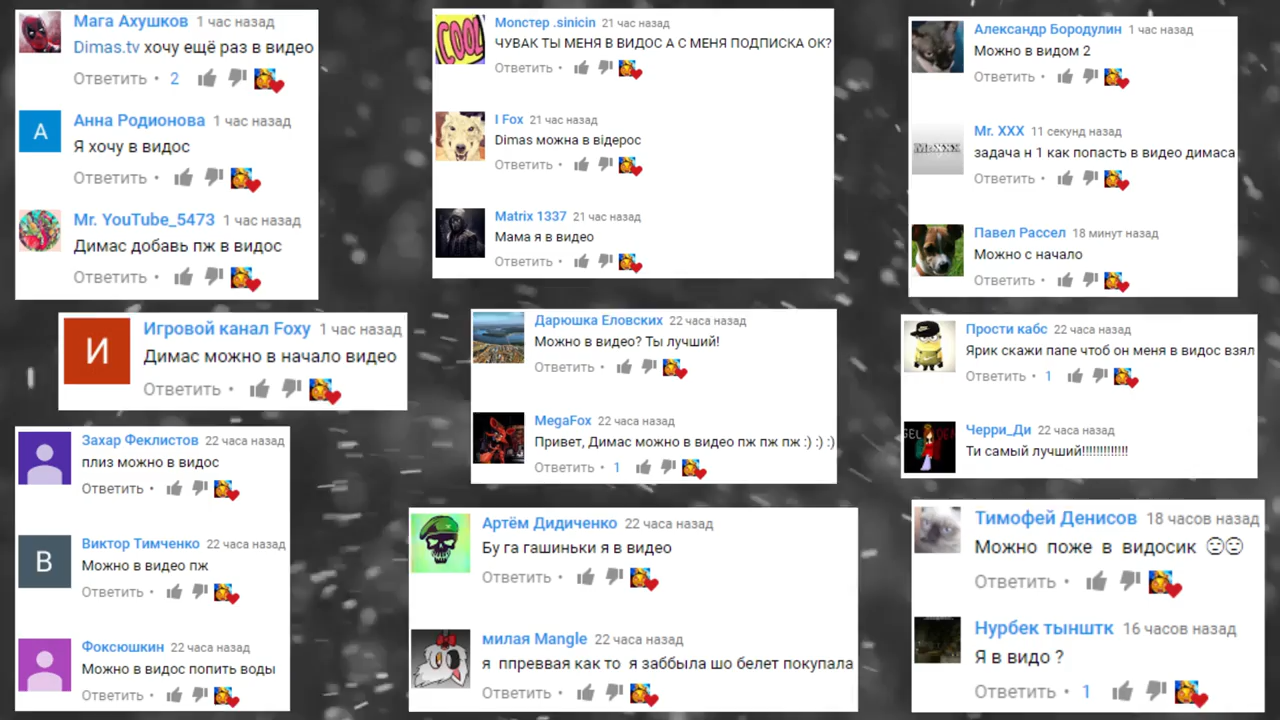 Мага Ахушков 1 час назад
Dimas.tv хочу ещё раз в видео
Ответить • 2
Анна Родионова 1 час назад
А
Я хочу в видос
Ответить •
Mr. YouTube_5473 1 час назад
Димас добавь пж в видос
Ответить •
Игровой канал Foxy 1 час назад
И
Димас можно в начало видео
Ответить •
Захар Феклистов 22 часа назад
плиз можно в видос
Ответить •
Виктор Тимченко 22 часа назад
В
Можно в видео пж
Ответить •
Фоксюшкин 22 часа назад
Можно в видос попить воды
Ответить •
COOL
Монстер .sinicin 21 час назад
ЧУВАК ТЫ МЕНЯ В ВИДОС А С МЕНЯ ПОДПИСКА ОК?
Ответить •
I Fox 21 час назад
Dimas можна в відерос
Ответить •
Matrix 1337 21 час назад
Мама я в видео
Ответить •
Дарюшка Еловских 22 часа назад
Можно в видео? Ты лучший!
Ответить •
MegaFox 22 часа назад
Привет, Димас можно в видео пж пж пж :) :) :)
Ответить • 1
Артём Дидиченко 22 часа назад
Бу га гашиньки я в видео
Ответить •
милая Mangle 22 часа назад
я ппреввая как то я заббыла шо белет покупала
Ответить •
Александр Бородулин 1 час назад
Можно в видом 2
Ответить •
Mr. XXX 11 секунд назад
задача н 1 как попасть в видео димаса
Ответить •
Павел Рассел 18 минут назад
Можно с начало
Ответить •
Прости кабс 22 часа назад
Ярик скажи папе чтоб он меня в видос взял
Ответить • 1
Черри_Ди 22 часа назад
Ти самый лучший!!!!!!!!!!!!!
Тимофей Денисов 18 часов назад
Можно поже в видосик 😔😔
Ответить •
Нурбек тынштк 16 часов назад
Я в видо ?
Ответить • 1